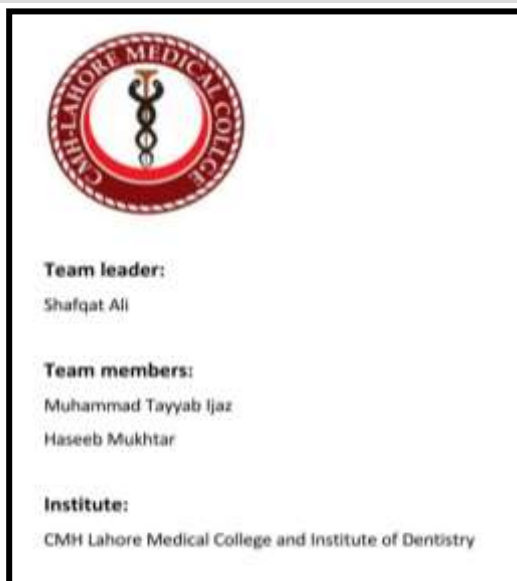 CMH-LAHORE MEDICAL COLLGE
Team leader:
Shafqat Ali
Team members:
Muhammad Tayyab Ijaz
Haseeb Mukhtar
Institute:
CMH Lahore Medical College and Institute of Dentistry